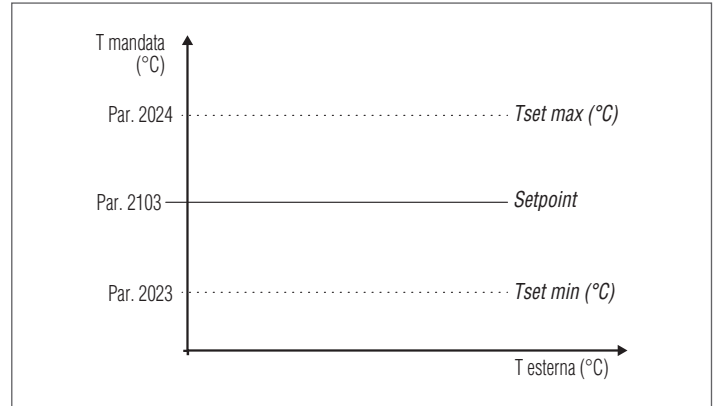 T mandata
(°C)
Par. 2024
Tset max (°C)
Par. 2103
Setpoint
Par. 2023
Tset min (°C)
T esterna (°C)